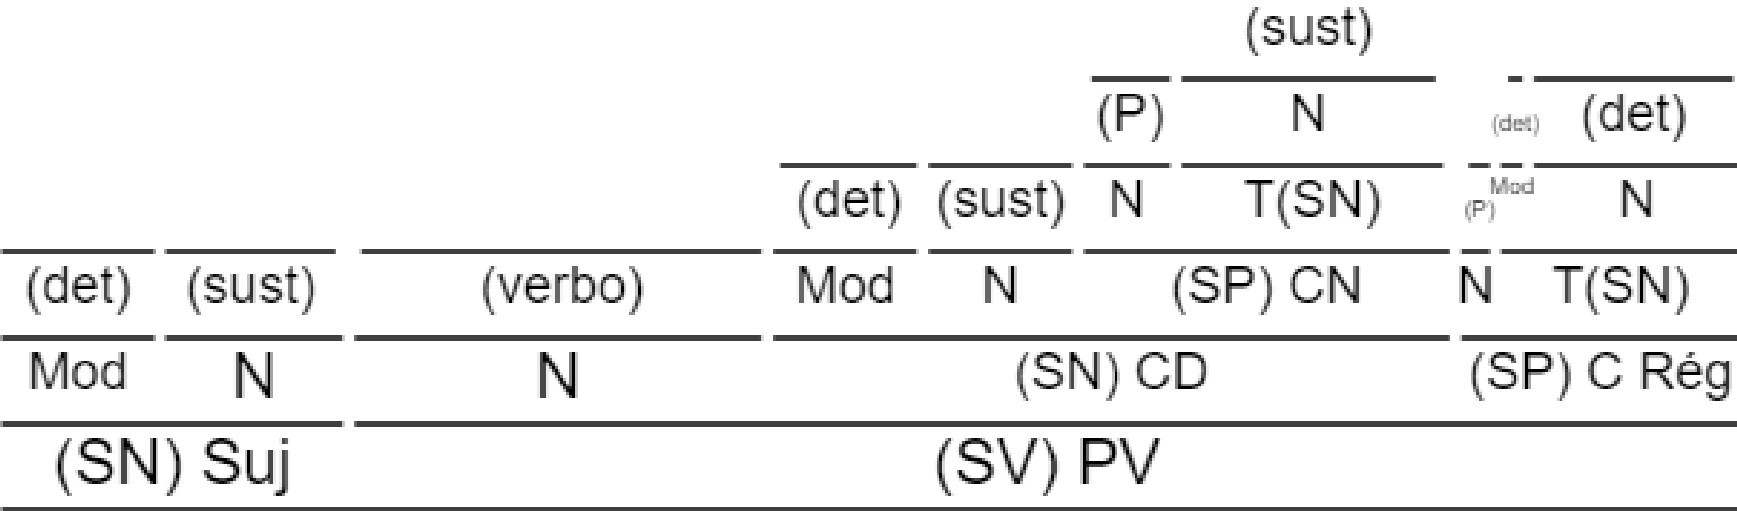 (sust)
(P) N (det) (det)
(det) (sust) N T(SN) (P) Mod N
(det) (sust) (verbo) Mod N (SP) CN N T(SN)
Mod N N (SN) CD (SP) C Rég
(SN) Suj (SV) PV